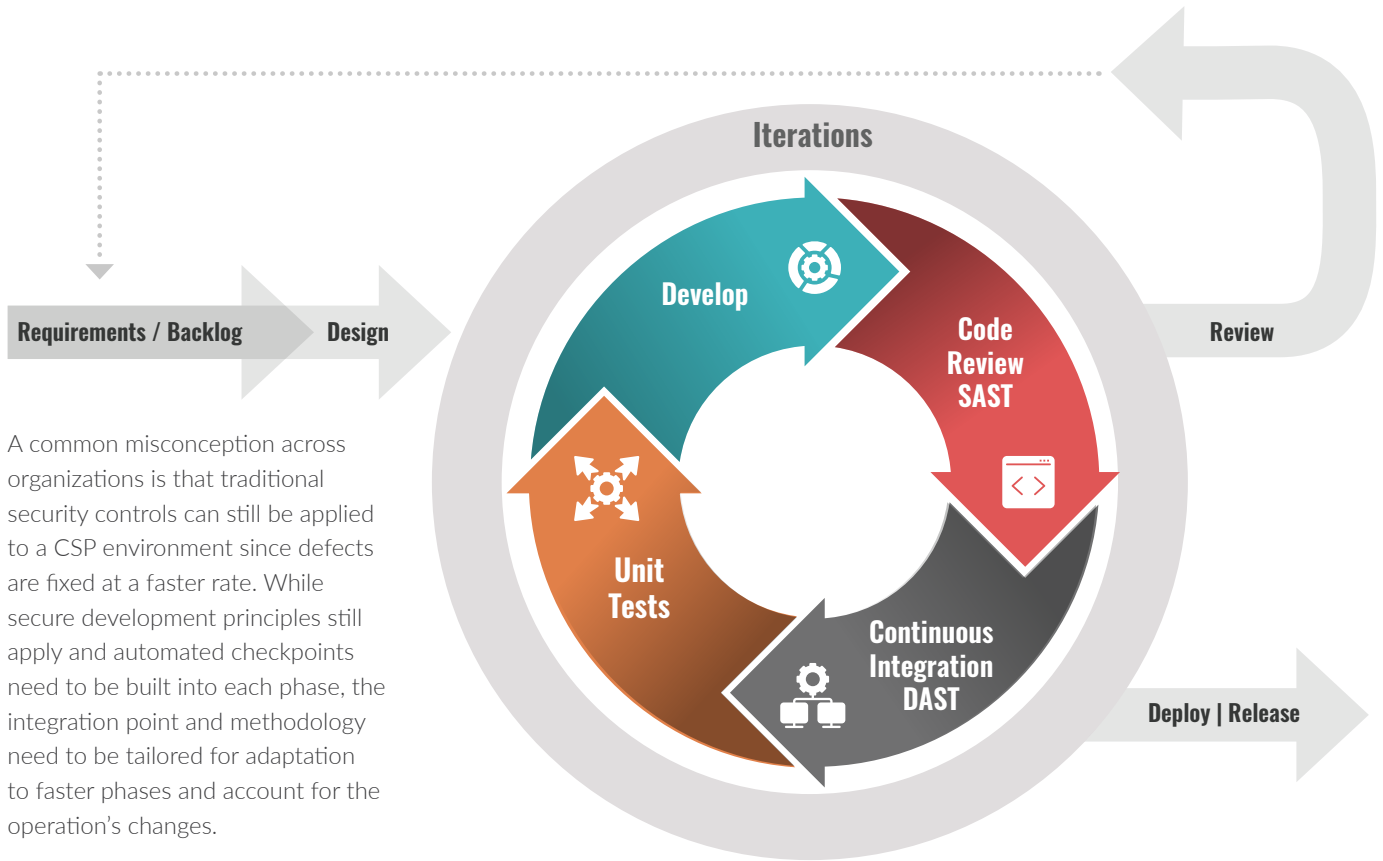 Iterations
Develop
Code
Review
SAST
Requirements / Backlog
Design
Review
A common misconception across
organizations is that traditional
security controls can still be applied
to a CSP environment since defects
are fixed at a faster rate. While
secure development principles still
apply and automated checkpoints
need to be built into each phase, the
integration point and methodology
need to be tailored for adaptation
to faster phases and account for the
operation’s changes.
Unit
Tests
Continuous
Integration
DAST
Deploy | Release